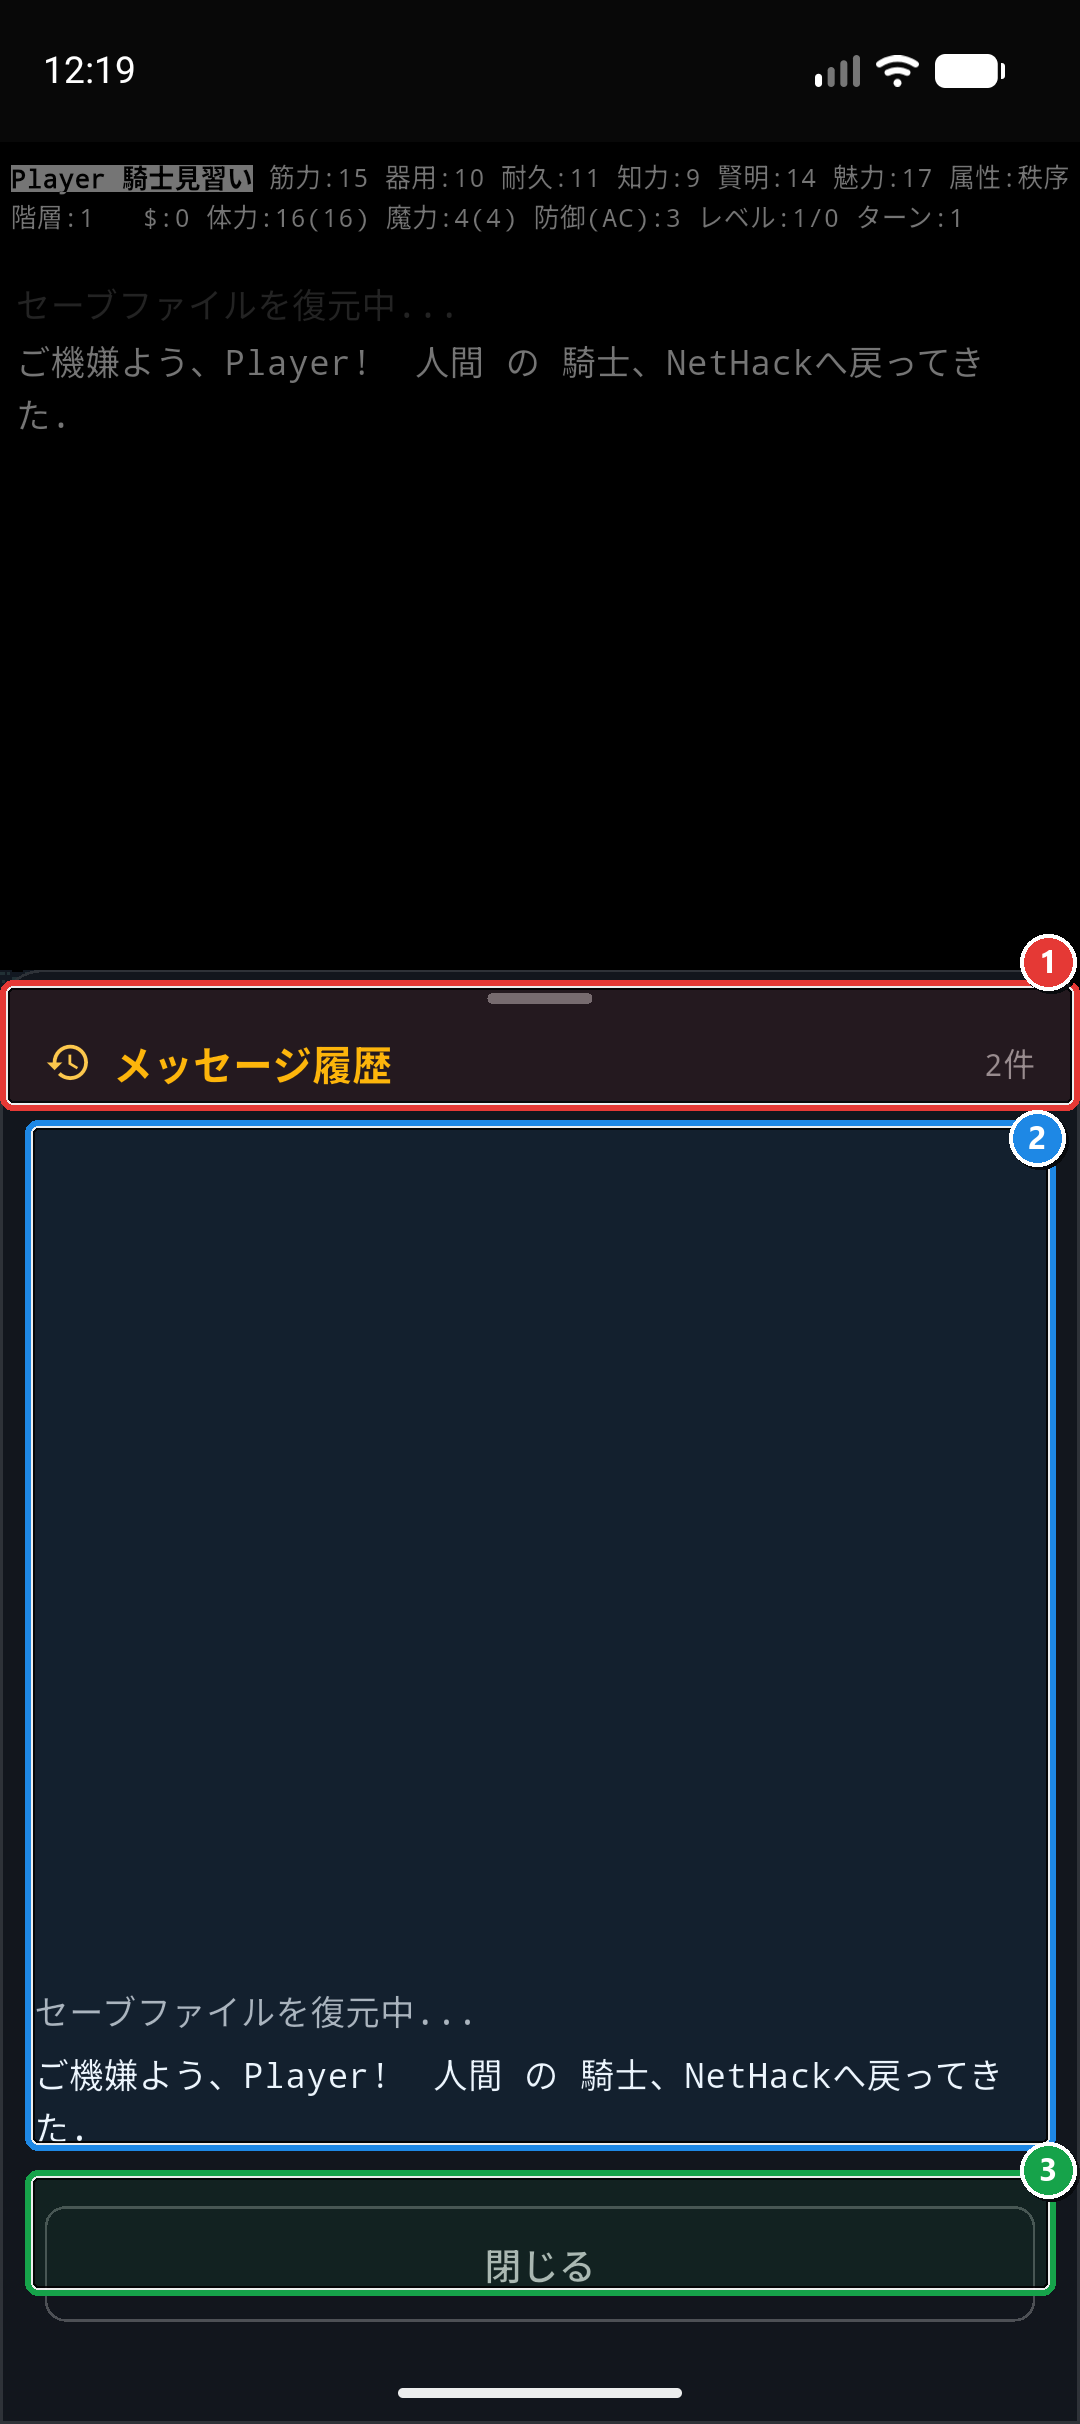 12:19
Player 騎士見習い 筋力:15 器用:10 耐久:11 知力:9 賢明:14 魅力:17 属性:秩序
階層:1 $:0 体力:16(16) 魔力:4(4) 防御(AC):3 レベル:1/0 ターン:1
セーブファイルを復元中...
ご機嫌よう、Player! 人間 の 騎士、NetHackへ戻ってき
た.
1
メッセージ履歴 2件
2
セーブファイルを復元中...
ご機嫌よう、Player! 人間 の 騎士、NetHackへ戻ってき
た.
3
閉じる